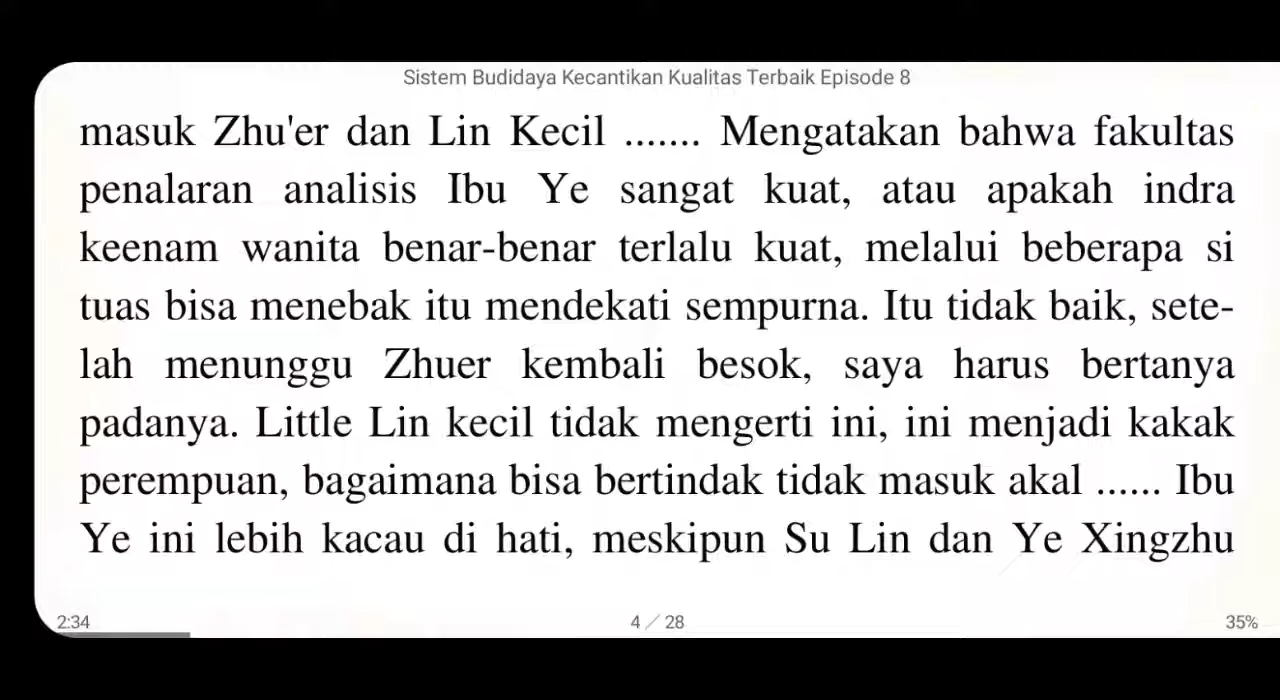 Sistem Budidaya Kecantikan Kualitas Terbaik Episode 8
masuk Zhu'er dan Lin Kecil ....... Mengatakan bahwa fakultas
penalaran analisis Ibu Ye sangat kuat, atau apakah indra
keenam wanita benar-benar terlalu kuat, melalui beberapa si
tuas bisa menebak itu mendekati sempurna. Itu tidak baik, sete-
lah menunggu Zhuer kembali besok, saya harus bertanya
padanya. Little Lin kecil tidak mengerti ini, ini menjadi kakak
perempuan, bagaimana bisa bertindak tidak masuk akal ...... Ibu
Ye ini lebih kacau di hati, meskipun Su Lin dan Ye Xingzhu
2:34 4 / 28 35%